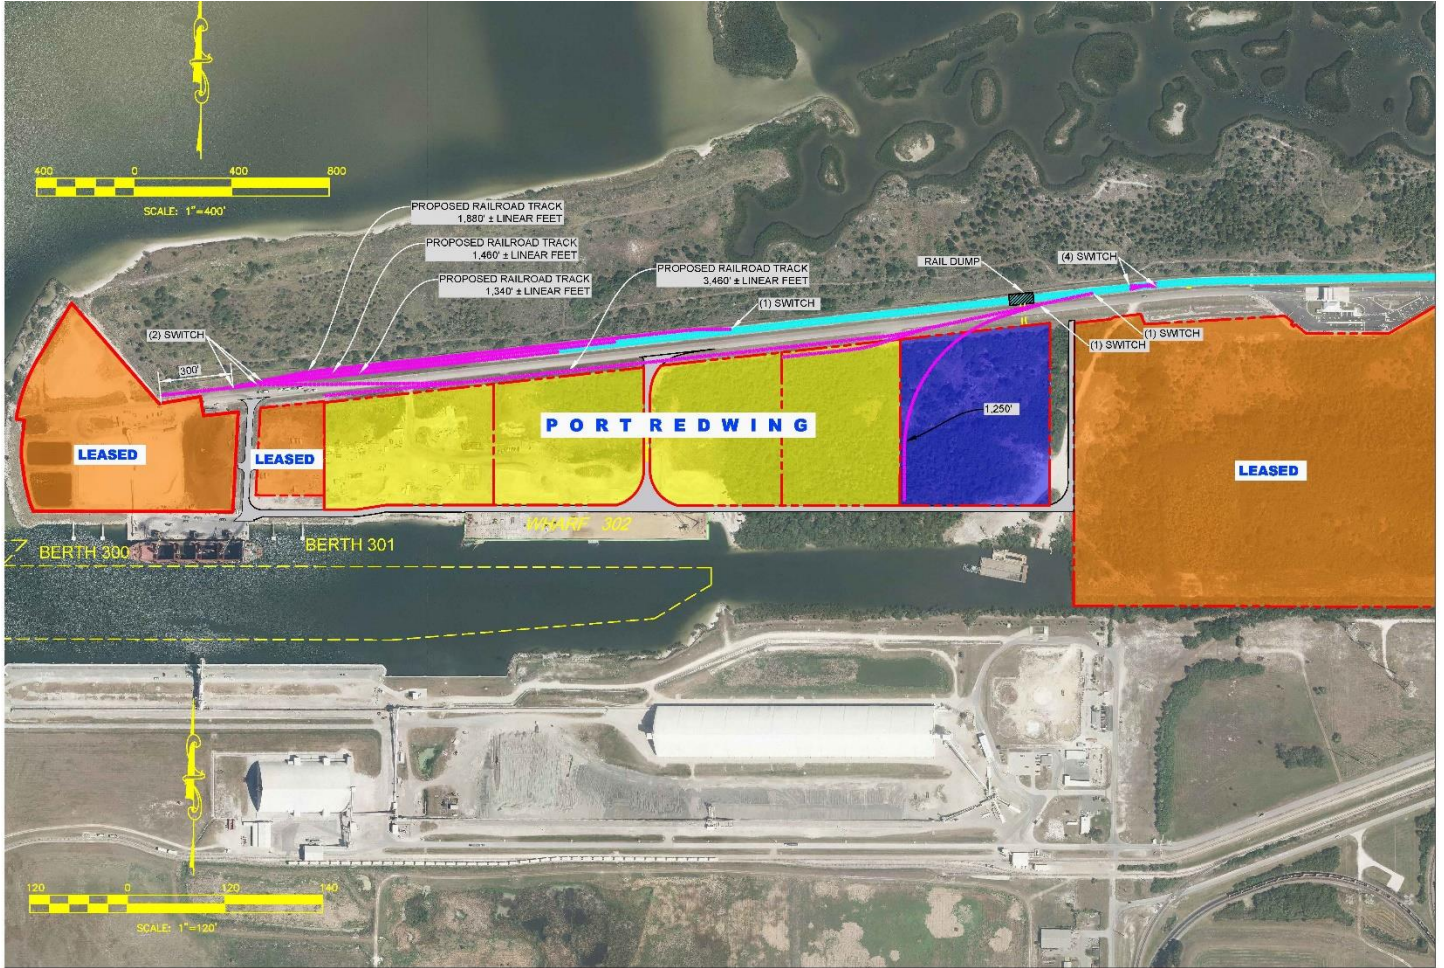 400 0 400 800
SCALE: 1"=400'
PROPOSED RAILROAD TRACK
1,880' ± LINEAR FEET
PROPOSED RAILROAD TRACK
1,460' ± LINEAR FEET
PROPOSED RAILROAD TRACK
1,340' ± LINEAR FEET
PROPOSED RAILROAD TRACK
3,460' ± LINEAR FEET
(1) SWITCH
RAIL DUMP
(4) SWITCH
(2) SWITCH
300'
(1) SWITCH
(1) SWITCH
1,250'
PORT REDWING
LEASED
LEASED
LEASED
WHARF 302
BERTH 300
BERTH 301
120 0 120 140
SCALE: 1"=120'